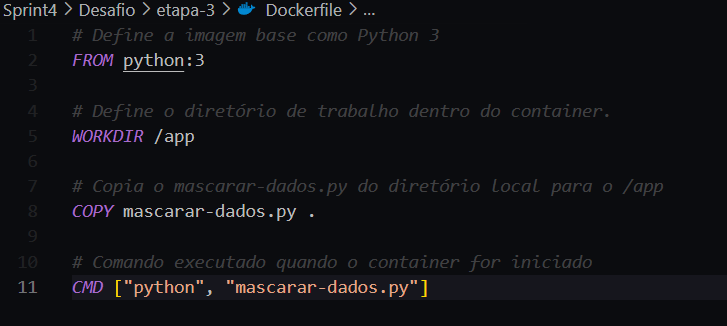 Sprint4 > Desafio > etapa-3 > Dockerfile > ...
1 # Define a imagem base como Python 3
2 FROM python:3
3
4 # Define o diretório de trabalho dentro do container.
5 WORKDIR /app
6
7 # Copia o mascarar-dados.py do diretório local para o /app
8 COPY mascarar-dados.py .
9
10 # Comando executado quando o container for iniciado
11 CMD ["python", "mascarar-dados.py"]